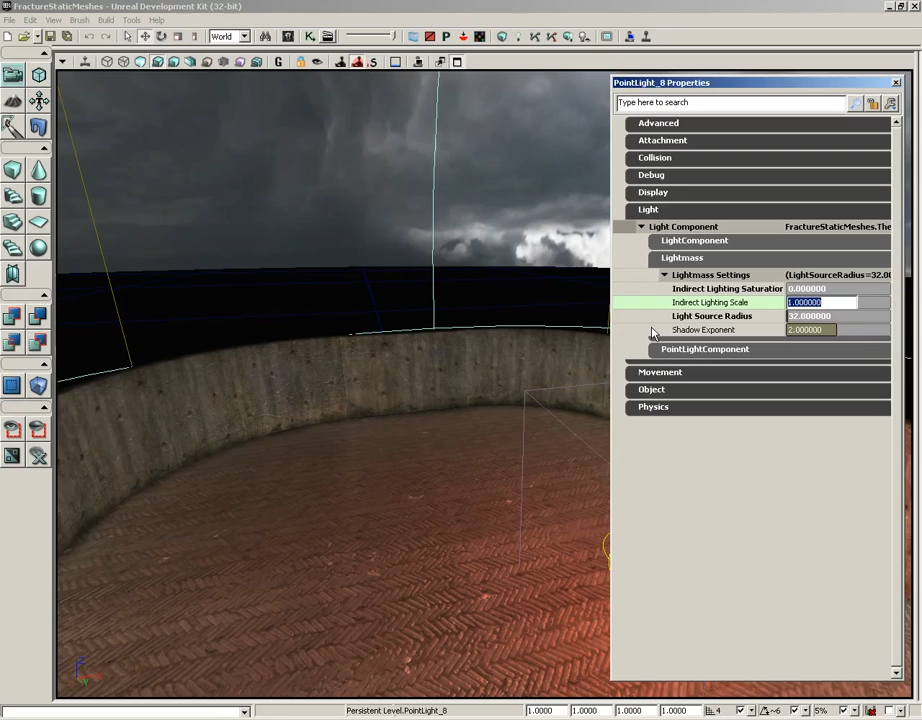 FractureStaticMeshes - Unreal Development Kit (32-bit)
File Edit View Brush Build Tools Help
World
G
PointLight_8 Properties
Type here to search
Advanced
Attachment
Collision
Debug
Display
Light
Light Component FractureStaticMeshes.The
LightComponent
Lightmass
Lightmass Settings (LightSourceRadius=32.00
Indirect Lighting Saturatior 0.000000
Indirect Lighting Scale 1.000000
Light Source Radius 32.000000
Shadow Exponent 2.000000
PointLightComponent
Movement
Object
Physics
Persistent Level.PointLight_8 1.0000 1.0000 1.0000 1.0000 4 ~6 5%